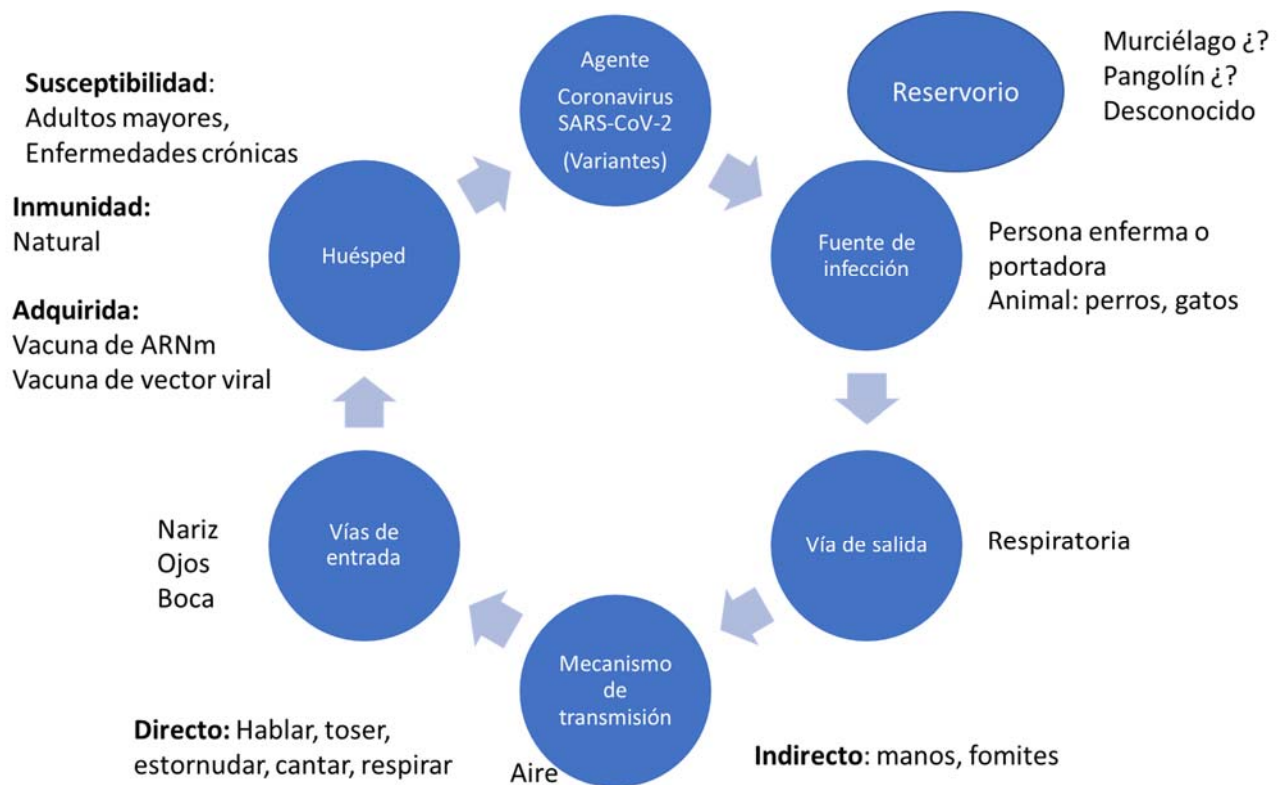 Agente
Coronavirus
SARS-CoV-2
(Variantes)
Reservorio
Murciélago ¿?
Pangolín ¿?
Desconocido
Fuente de
infección
Persona enferma o
portadora
Animal: perros, gatos
Vía de salida
Respiratoria
Mecanismo
de
transmisión
Indirecto: manos, fomites
Aire
Directo: Hablar, toser,
estornudar, cantar, respirar
Vías de
entrada
Nariz
Ojos
Boca
Huésped
Susceptibilidad:
Adultos mayores,
Enfermedades crónicas
Inmunidad:
Natural
Adquirida:
Vacuna de ARNm
Vacuna de vector viral